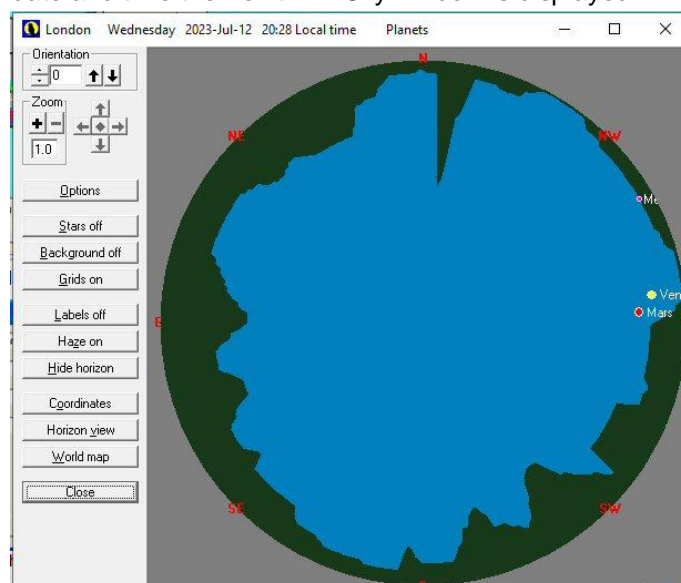 London Wednesday 2023-Jul-12 20:28 Local time Planets
Orientation
0
Zoom
1.0
Options
Stars off
Background off
Grids on
Labels off
Haze on
Hide horizon
Coordinates
Horizon view
World map
Close
N
NE
NW
Me
Ven
Mars
E
SE
SW